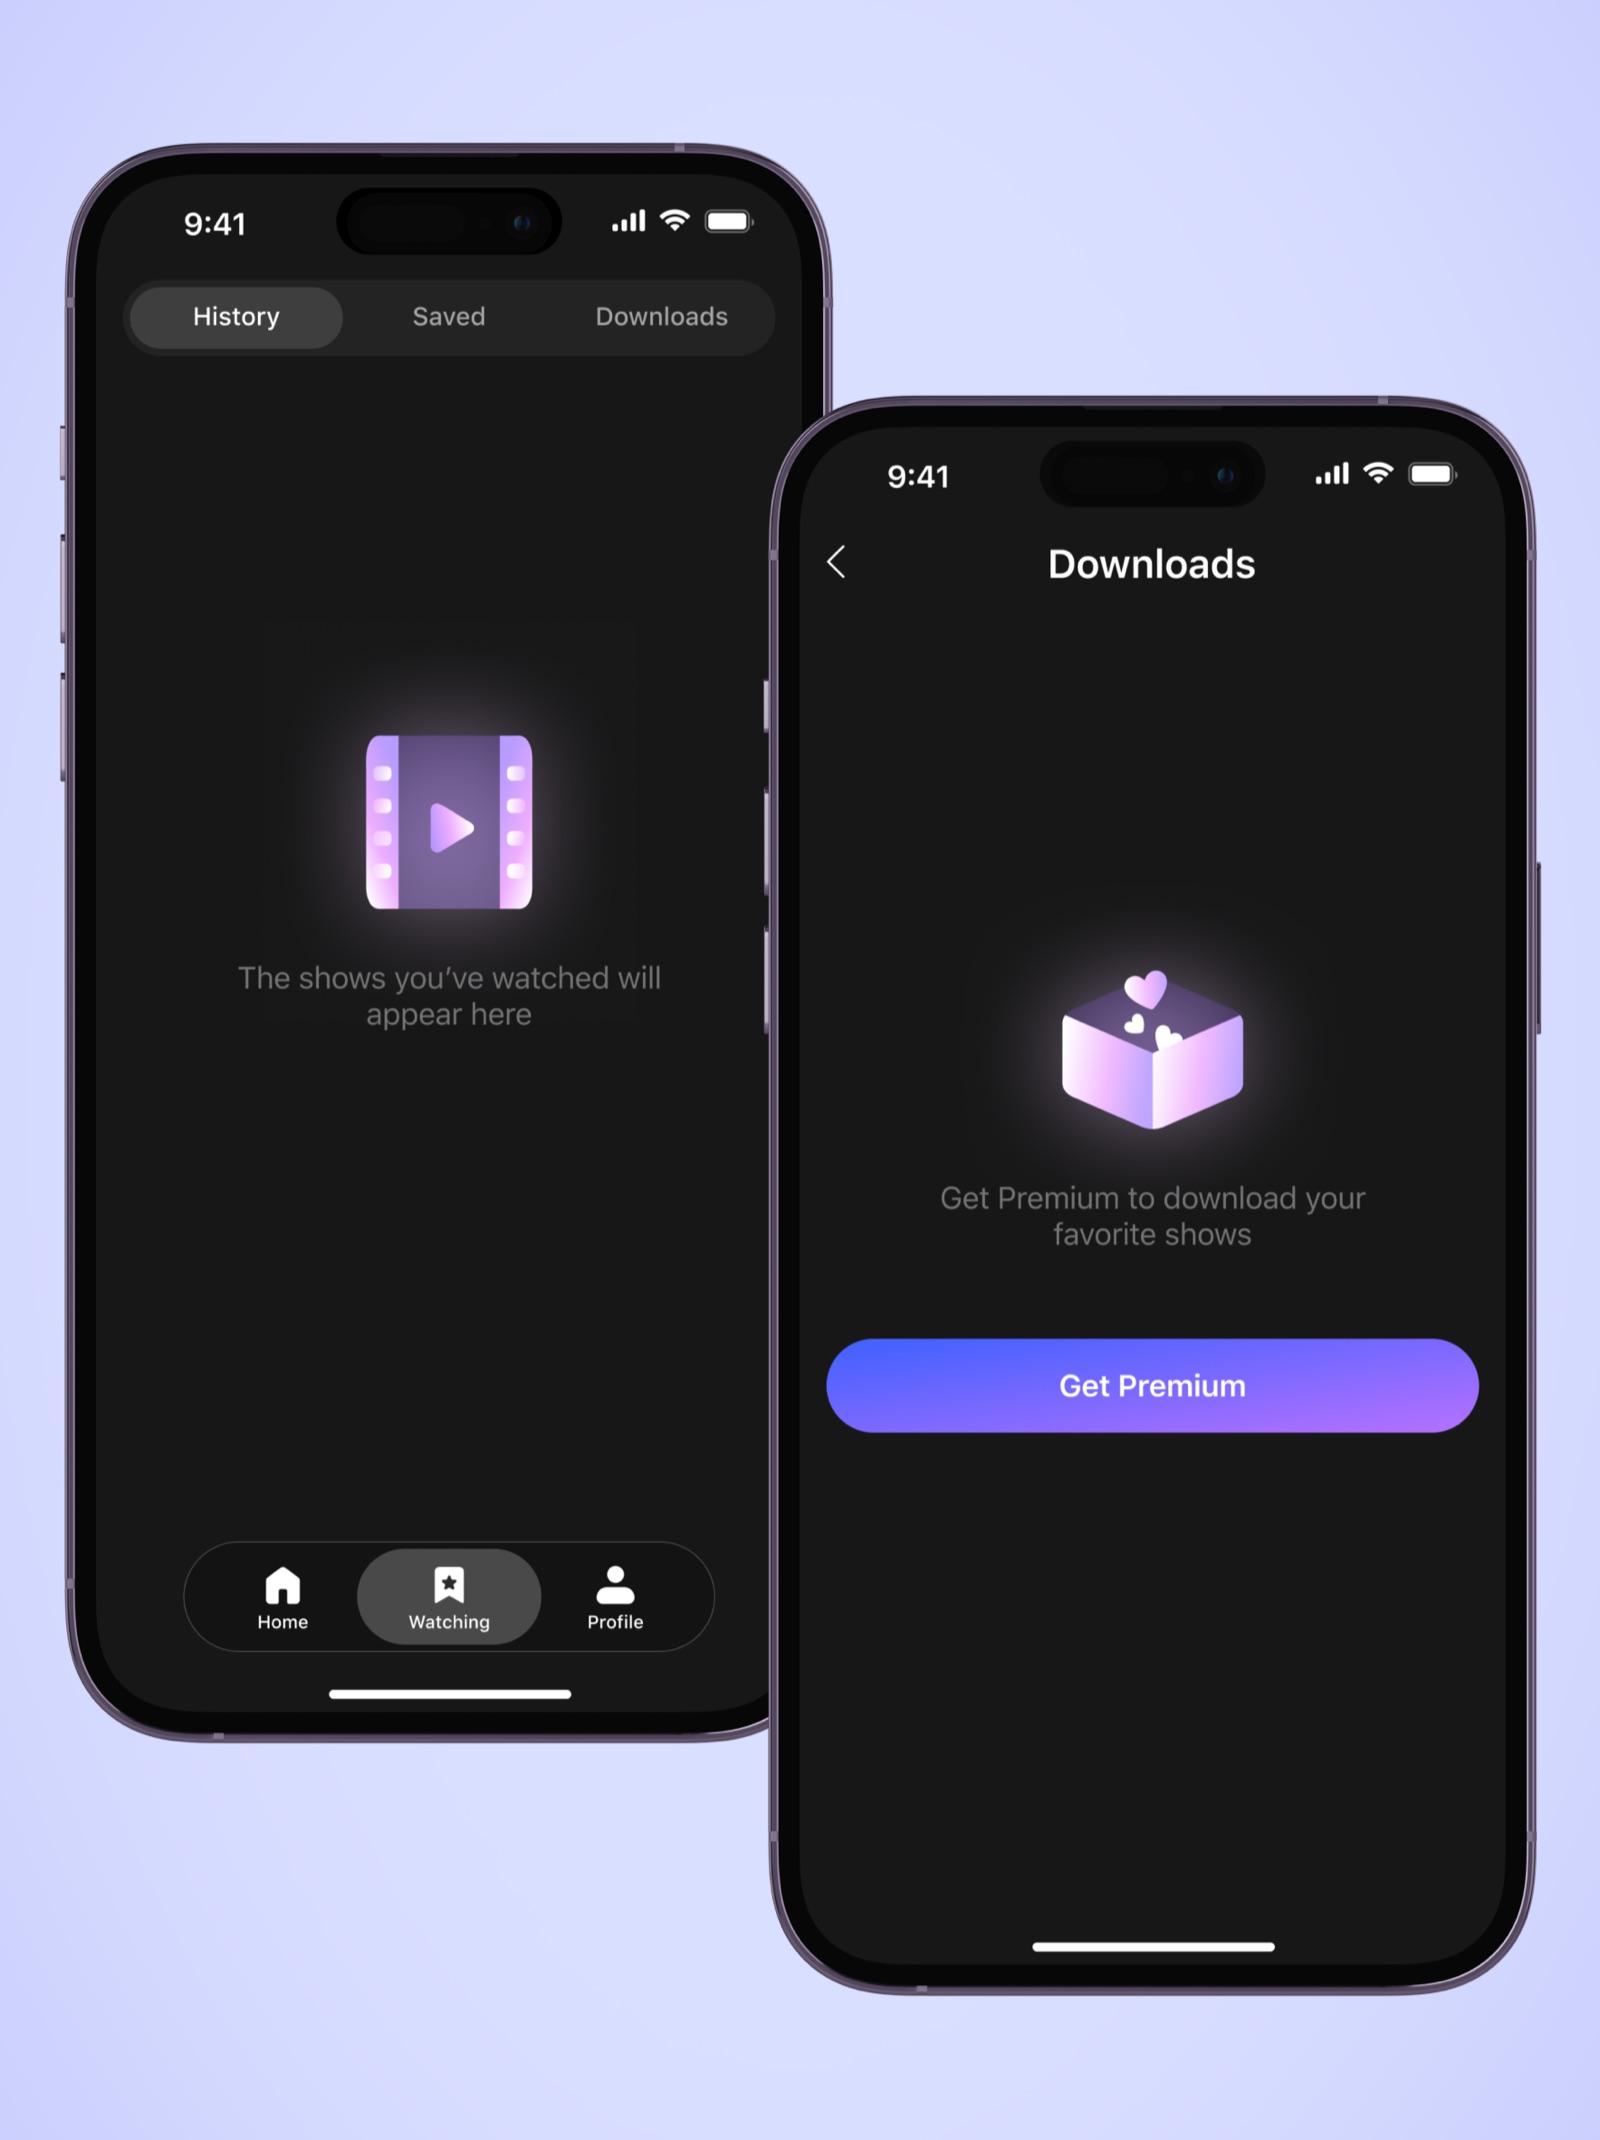 9:41
History
Saved
Downloads
The shows you’ve watched will
appear here
Home
Watching
Profile
9:41
Downloads
Get Premium to download your
favorite shows
Get Premium